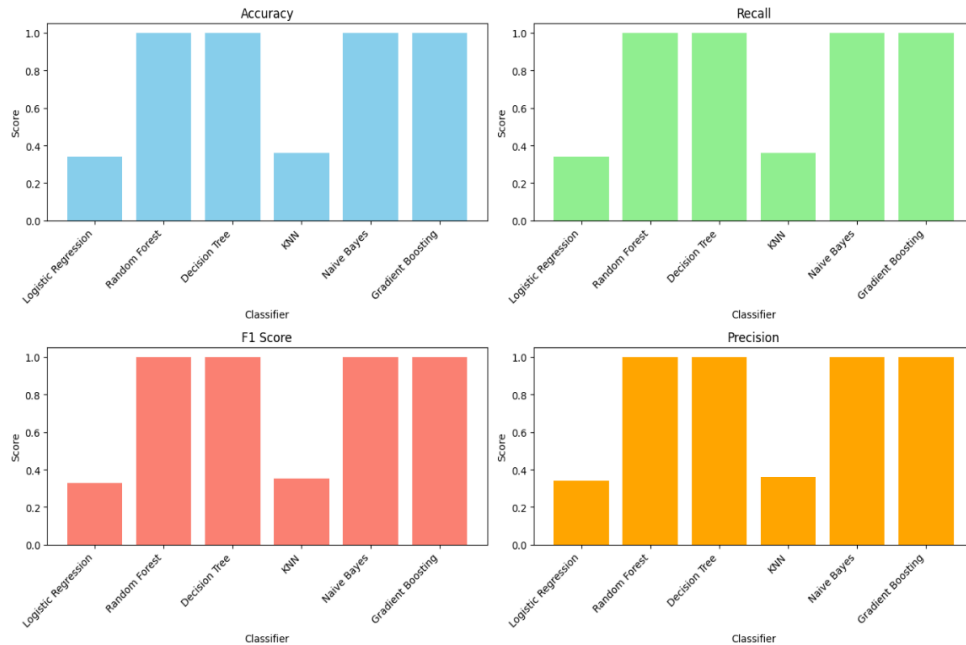 Accuracy
Score
1.0
0.8
0.6
0.4
0.2
0.0
Logistic Regression
Random Forest
Decision Tree
KNN
Naive Bayes
Gradient Boosting
Classifier
Recall
Score
1.0
0.8
0.6
0.4
0.2
0.0
Logistic Regression
Random Forest
Decision Tree
KNN
Naive Bayes
Gradient Boosting
Classifier
F1 Score
Score
1.0
0.8
0.6
0.4
0.2
0.0
Logistic Regression
Random Forest
Decision Tree
KNN
Naive Bayes
Gradient Boosting
Classifier
Precision
Score
1.0
0.8
0.6
0.4
0.2
0.0
Logistic Regression
Random Forest
Decision Tree
KNN
Naive Bayes
Gradient Boosting
Classifier